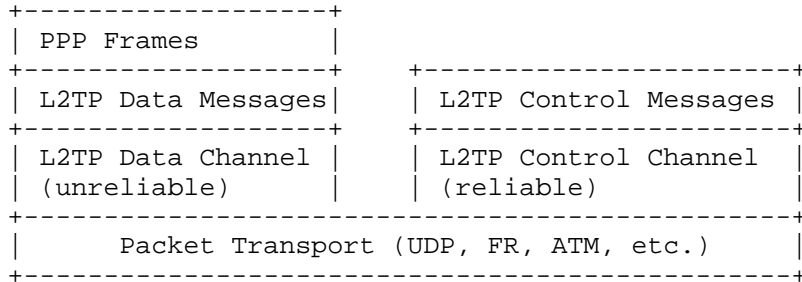 PPP Frames
L2TP Data Messages L2TP Control Messages
L2TP Data Channel L2TP Control Channel
(unreliable) (reliable)
Packet Transport (UDP, FR, ATM, etc.)